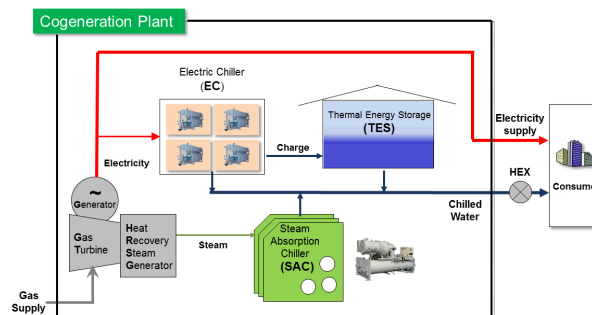 Cogeneration Plant
Electric Chiller
(EC)
Thermal Energy Storage
(TES)
Electricity
supply
Charge
Electricity
HEX
Consume
~
Generator
Chilled
Water
Gas
Turbine
Heat
Recovery
Steam
Generator
Steam
Steam
Absorption
Chiller
(SAC)
Gas
Supply